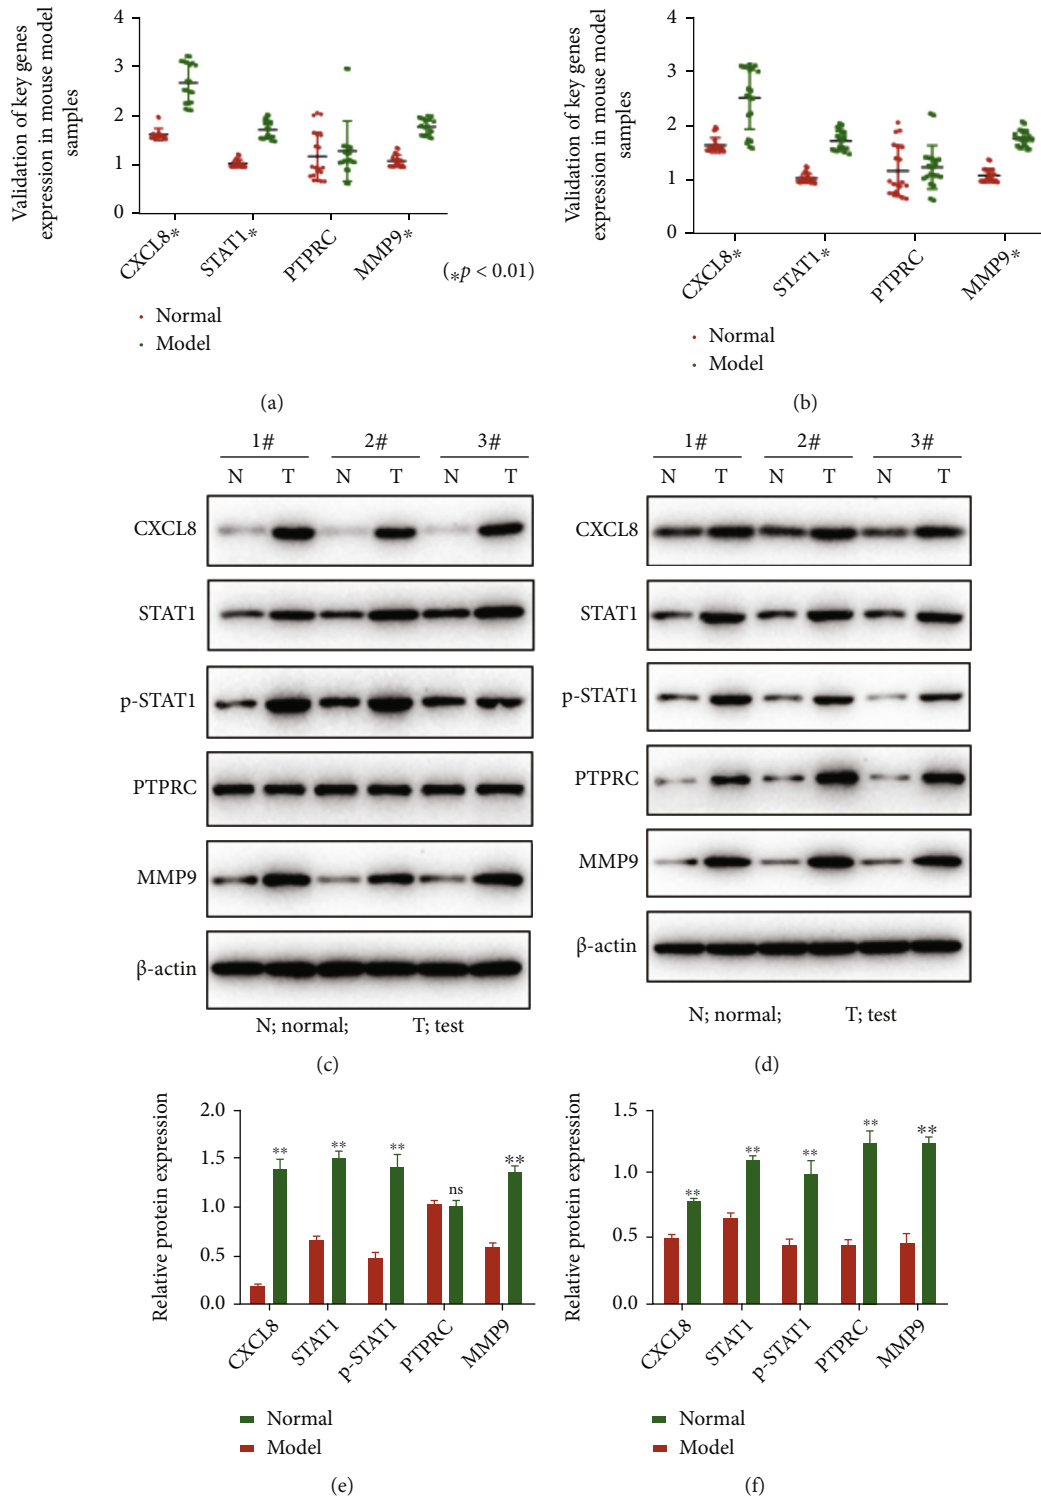 Validation of key genes
expression in mouse model
samples
4
3
2
1
0
CXCL8*
STAT1*
PTPRC
MMP9*
(*p < 0.01)
Normal
Model
(a)
Validation of key genes
expression in mouse model
samples
4
3
2
1
0
CXCL8*
STAT1*
PTPRC
MMP9*
Normal
Model
(b)
1# 2# 3#
N T N T N T
CXCL8
STAT1
p-STAT1
PTPRC
MMP9
β-actin
N; normal; T; test
(c)
1# 2# 3#
N T N T N T
CXCL8
STAT1
p-STAT1
PTPRC
MMP9
β-actin
N; normal; T; test
(d)
Relative protein expression
2.0
1.5
1.0
0.5
0.0
** ** ** ns **
CXCL8
STAT1
p-STAT1
PTPRC
MMP9
Normal
Model
(e)
Relative protein expression
1.5
1.0
0.5
0.0
** ** ** ** **
CXCL8
STAT1
p-STAT1
PTPRC
MMP9
Normal
Model
(f)